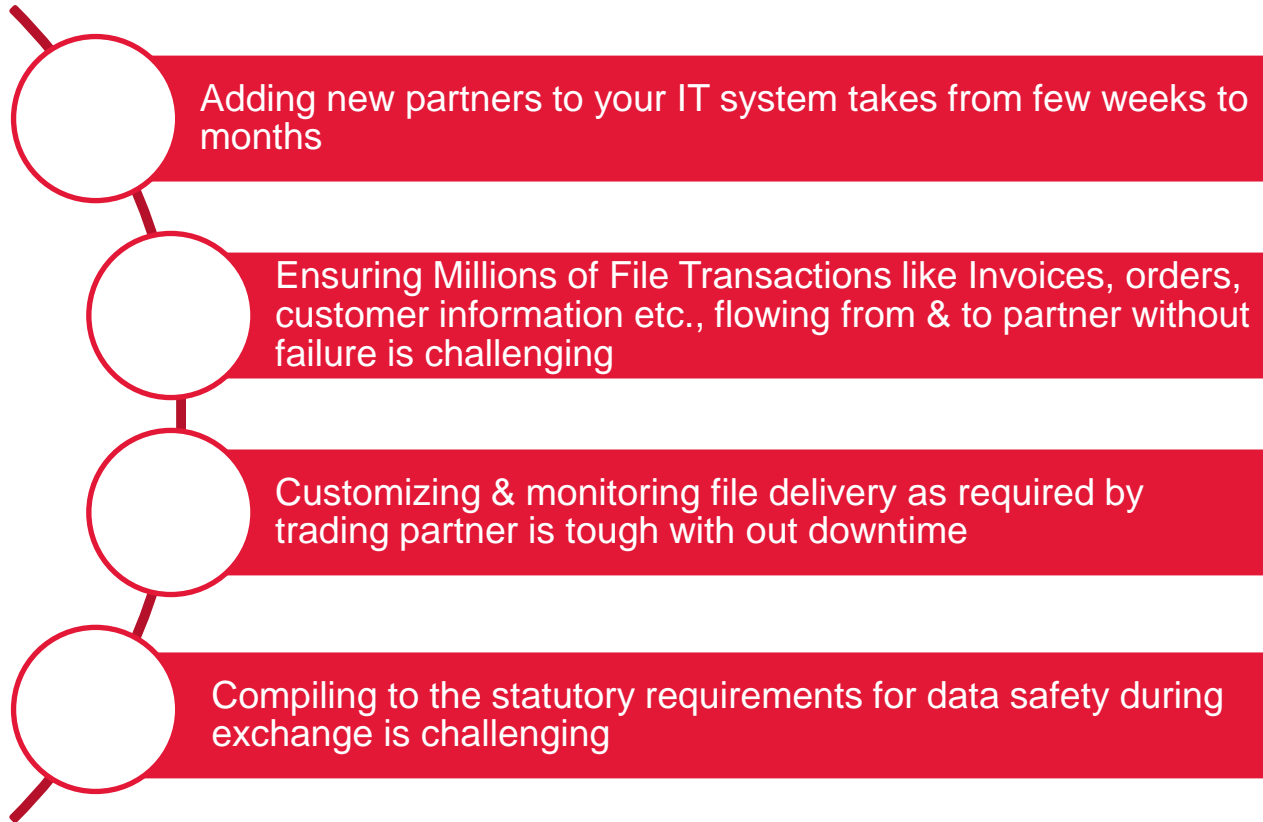 Adding new partners to your IT system takes from few weeks to
months
Ensuring Millions of File Transactions like Invoices, orders,
customer information etc., flowing from & to partner without
failure is challenging
Customizing & monitoring file delivery as required by
trading partner is tough with out downtime
Compiling to the statutory requirements for data safety during
exchange is challenging